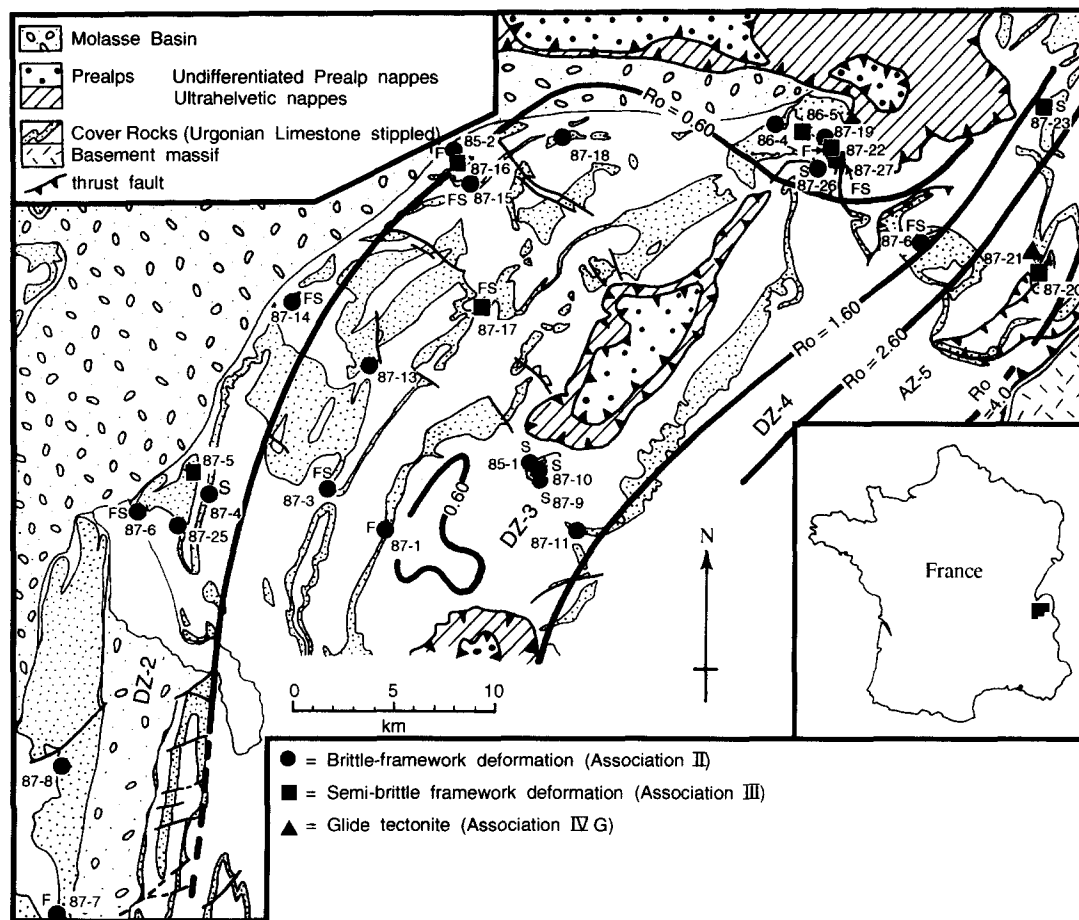 Molasse Basin
Prealps Undifferentiated Prealp nappes
Ultrahelvetic nappes
Cover Rocks (Urgonian Limestone stippled)
Basement massif
thrust fault
85-2
F
87-16
FS
87-15
87-18
Ro = 0.60
86-5
86-4
87-19
F
87-22
S
87-27
87-26
FS
S
87-23
FS
87-6
87-21
87-20
FS
87-14
FS
87-17
87-13
Ro = 1.60
Ro = 2.60
AZ-5
Ro
=4.0
DZ-4
87-5
S
87-4
FS
87-6
87-25
FS
87-3
F
87-1
0.60
S
85-1
S
87-10
S
87-9
DZ-3
87-11
DZ-2
87-8
F
87-7
N
0 5 10
km
France
● = Brittle-framework deformation (Association II)
■ = Semi-brittle framework deformation (Association III)
▲ = Glide tectonite (Association IV G)